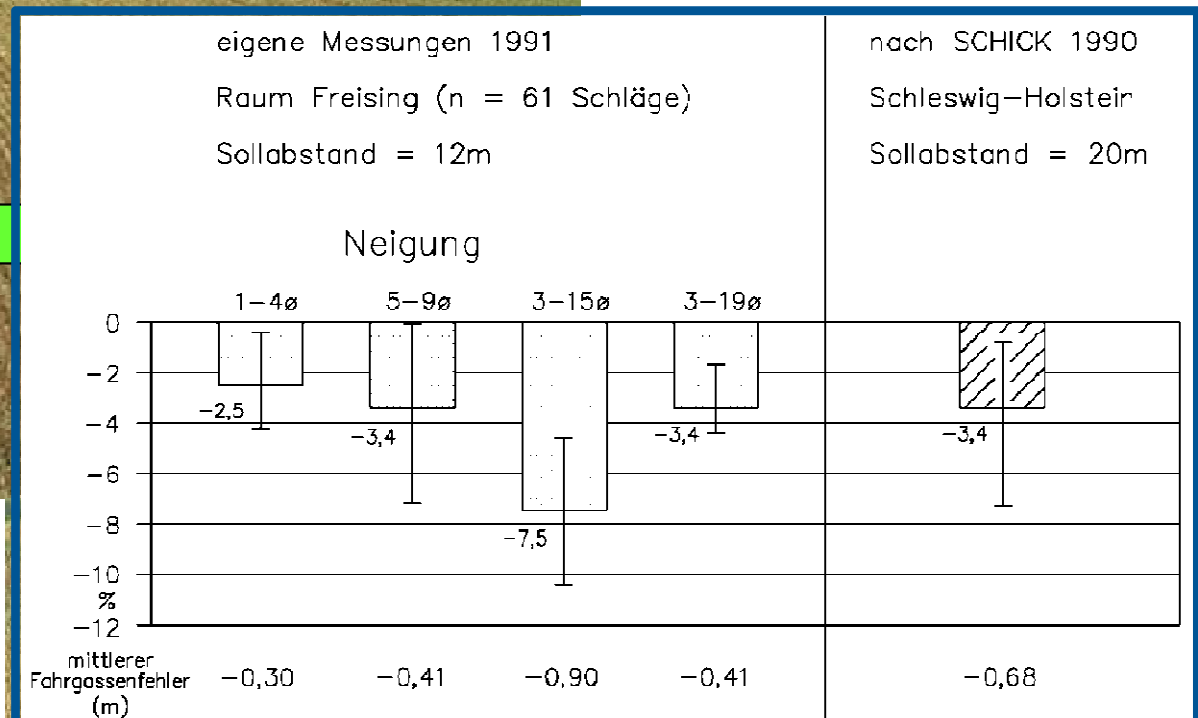 eigene Messungen 1991
Raum Freising (n = 61 Schläge)
Sollabstand = 12m
nach SCHICK 1990
Schleswig-Holstein
Sollabstand = 20m
Neigung
1-4ø 5-9ø 3-15ø 3-19ø
0
-2
-4
-6
-8
-10
%
-12
-2,5
-3,4
-7,5
-3,4
-3,4
mittlerer
Fahrgassenfehler
(m)
-0,30 -0,41 -0,90 -0,41 -0,68